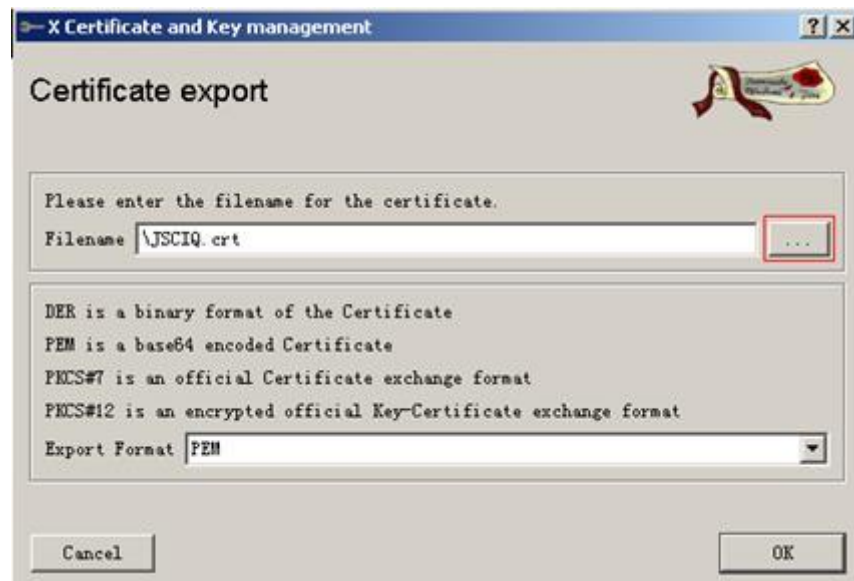 X Certificate and Key management
Certificate export
Please enter the filename for the certificate.
Filename \JSCIQ.crt ...
DER is a binary format of the Certificate
PEM is a base64 encoded Certificate
PKCS#7 is an official Certificate exchange format
PKCS#12 is an encrypted official Key-Certificate exchange format
Export Format PEM
Cancel OK